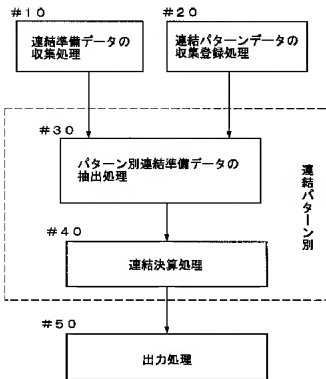 #10
連結準備データの
収集処理
#20
連結パターンデータの
収集登録処理
#30
パターン別連結準備データの
抽出処理
連結パターン別
#40
連結決算処理
#50
出力処理